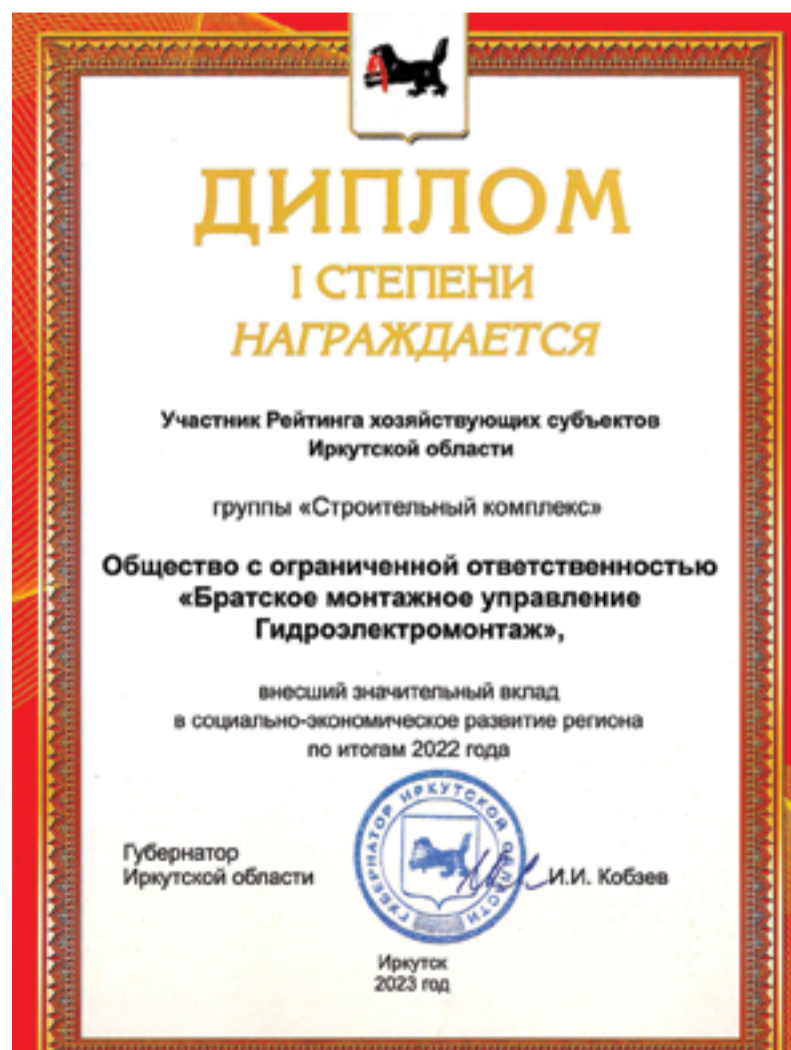 ДИПЛОМ
I СТЕПЕНИ
НАГРАЖДАЕТСЯ
Участник Рейтинга хозяйствующих субъектов
Иркутской области
группы «Строительный комплекс»
Общество с ограниченной ответственностью
«Братское монтажное управление
Гидроэлектромонтаж»,
внесший значительный вклад
в социально-экономическое развитие региона
по итогам 2022 года
ГУБЕРНАТОР ИРКУТСКОЙ ОБЛАСТИ
Губернатор
Иркутской области
И.И. Кобзев
Иркутск
2023 год